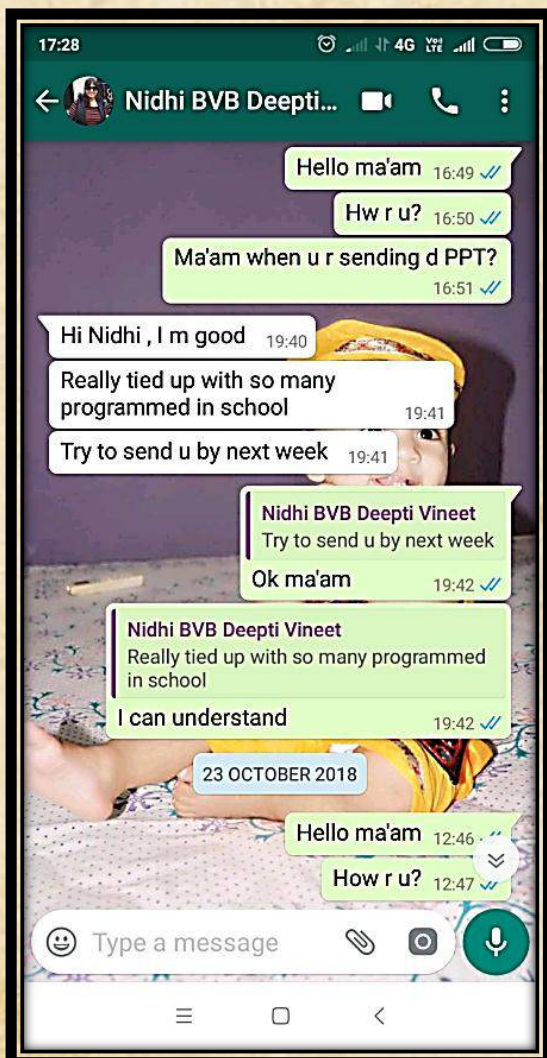 17:28 4G Vo) LTE
Nidhi BVB Deepti...
Hello ma'am 16:49
Hw r u? 16:50
Ma'am when u r sending d PPT?
16:51
Hi Nidhi , I m good 19:40
Really tied up with so many
programmed in school 19:41
Try to send u by next week 19:41
Nidhi BVB Deepti Vineet
Try to send u by next week
Ok ma'am 19:42
Nidhi BVB Deepti Vineet
Really tied up with so many programmed
in school
I can understand 19:42
23 OCTOBER 2018
Hello ma'am 12:46
How r u? 12:47
Type a message